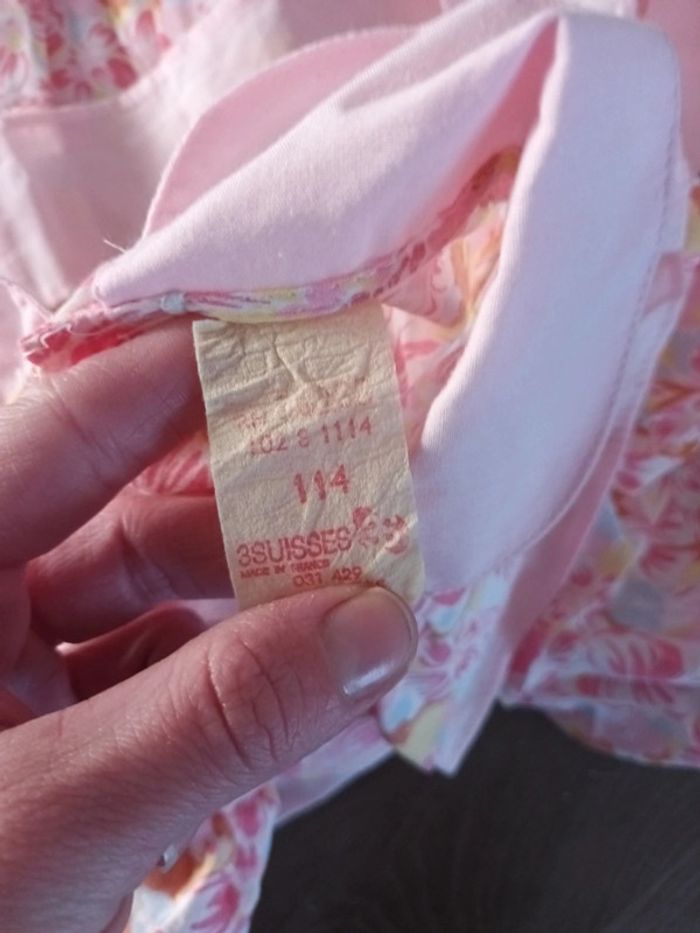 102 8 1114
114
3SUISSES
MADE IN FRANCE
031 429